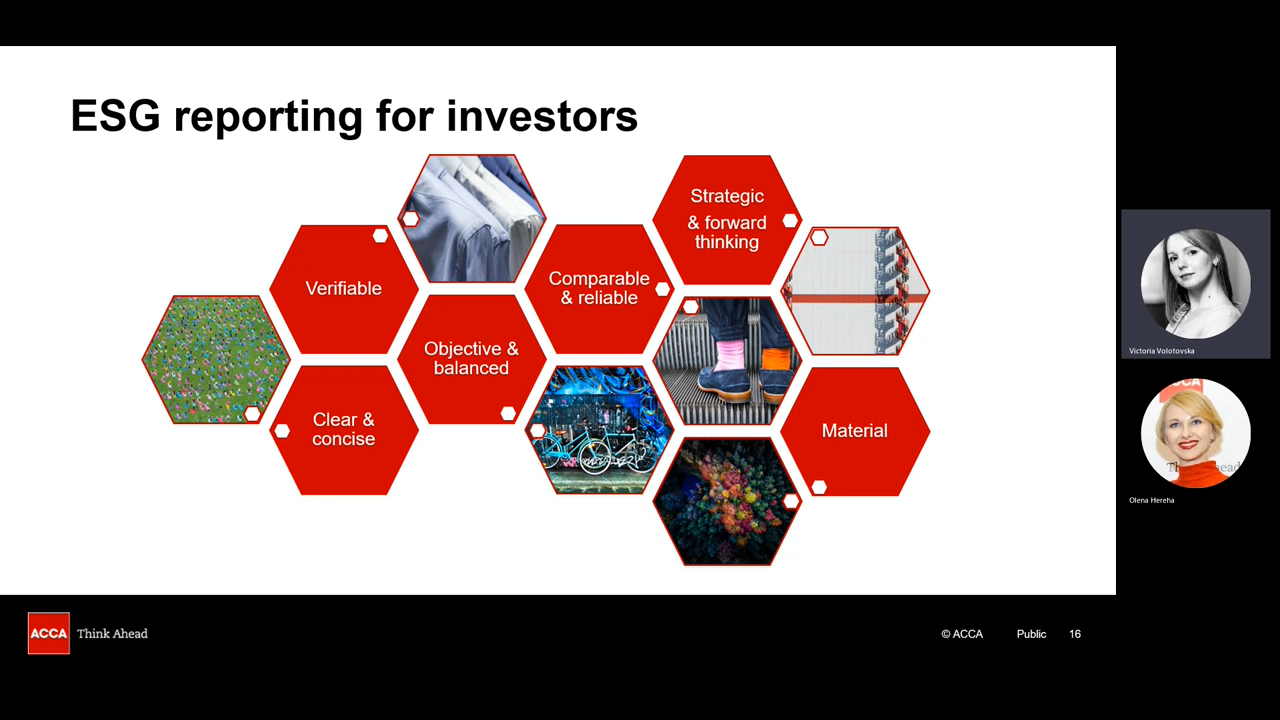 ESG reporting for investors
Strategic
& forward
thinking
Verifiable
Comparable
& reliable
Objective &
balanced
Clear &
concise
Material
Victoria Volotovska
ACCA
Olena Hereha
ACCA
Think Ahead
© ACCA
Public
16